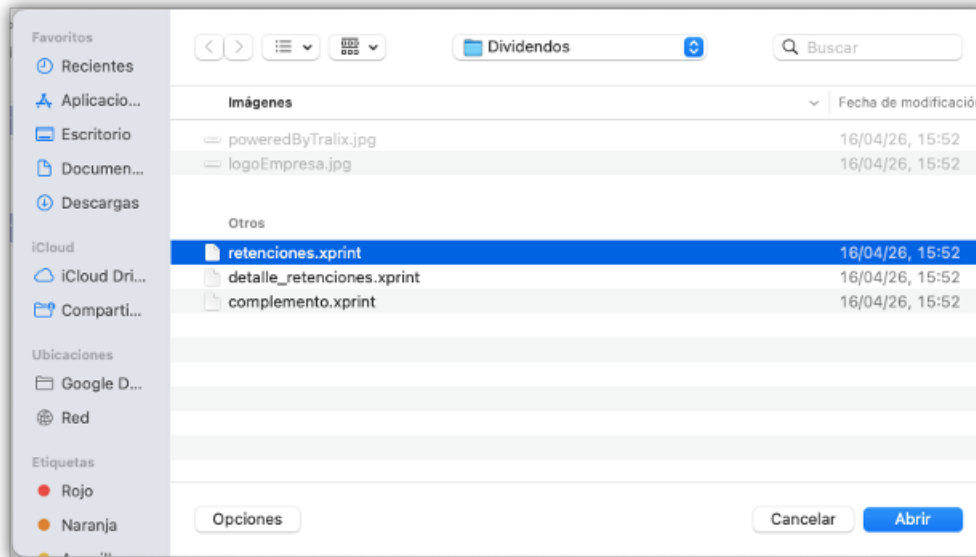 Favoritos
Recientes
Aplicacio...
Escritorio
Documen...
Descargas
iCloud
iCloud Dri...
Comparti...
Ubicaciones
Google D...
Red
Etiquetas
Rojo
Naranja
Dividendos
Buscar
Imágenes
Fecha de modificación
poweredByTralix.jpg 16/04/26, 15:52
logoEmpresa.jpg 16/04/26, 15:52
Otros
retenciones.xprint 16/04/26, 15:52
detalle_retenciones.xprint 16/04/26, 15:52
complemento.xprint 16/04/26, 15:52
Opciones
Cancelar
Abrir